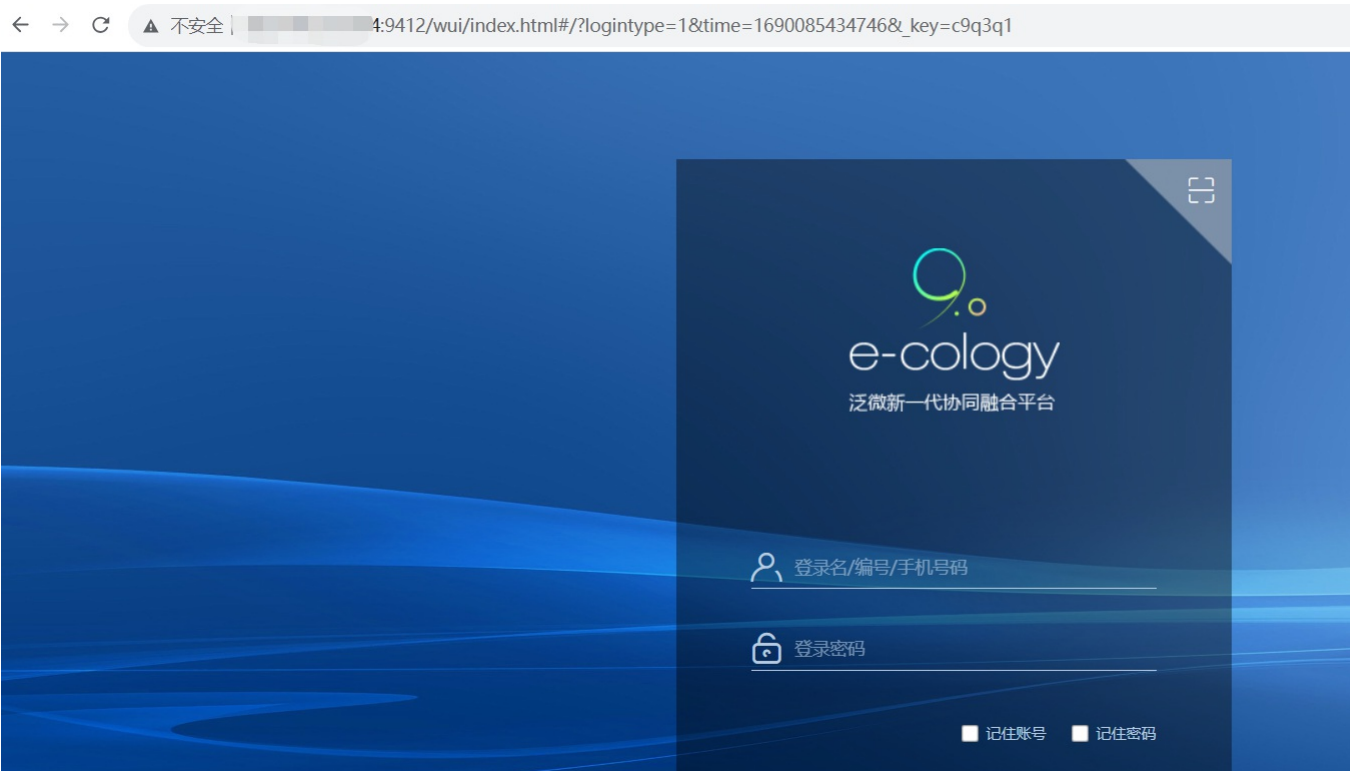 不安全 4:9412/wui/index.html#/?logintype=1&time=1690085434746&_key=c9q3q1
9.0
e-cology
泛微新一代协同融合平台
登录名/编号/手机号码
登录密码
记住账号 记住密码